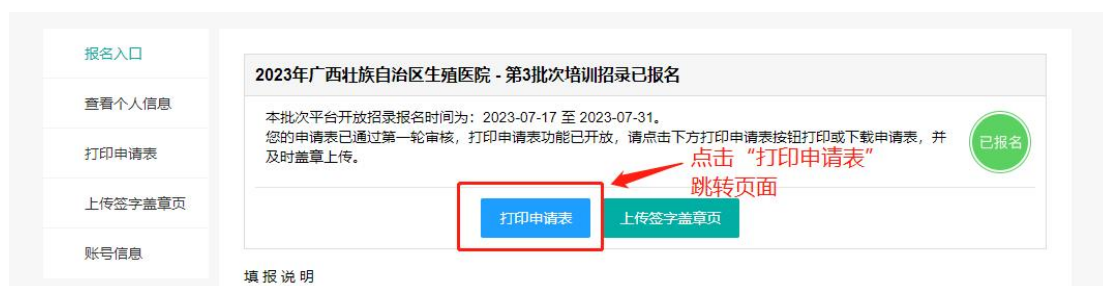 报名入口
查看个人信息
打印申请表
上传签字盖章页
账号信息
2023年广西壮族自治区生殖医院 - 第3批次培训招录已报名
本批次平台开放招录报名时间为：2023-07-17 至 2023-07-31。
您的申请表已通过第一轮审核，打印申请表功能已开放，请点击下方打印申请表按钮打印或下载申请表，并
及时盖章上传。
已报名
点击“打印申请表”
跳转页面
打印申请表
上传签字盖章页
填 报 说 明